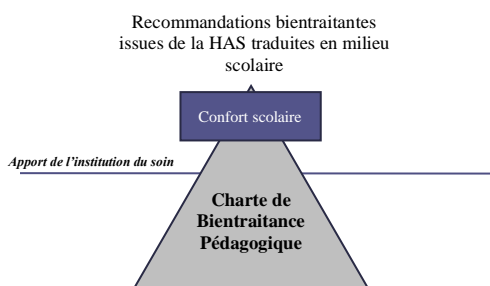 Recommandations bientraitantes
issues de la HAS traduites en milieu
scolaire
Confort scolaire
Apport de l'institution du soin
Charte de
Bientraitance
Pédagogique